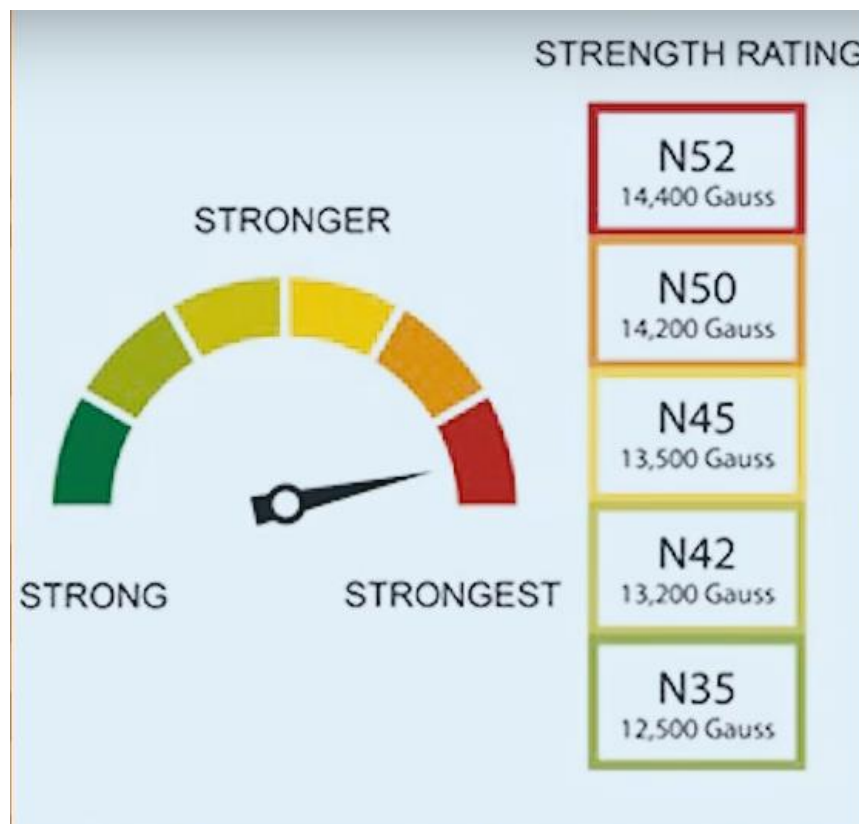 STRENGTH RATING
N52
14,400 Gauss
STRONGER
N50
14,200 Gauss
N45
13,500 Gauss
N42
13,200 Gauss
STRONG
STRONGEST
N35
12,500 Gauss